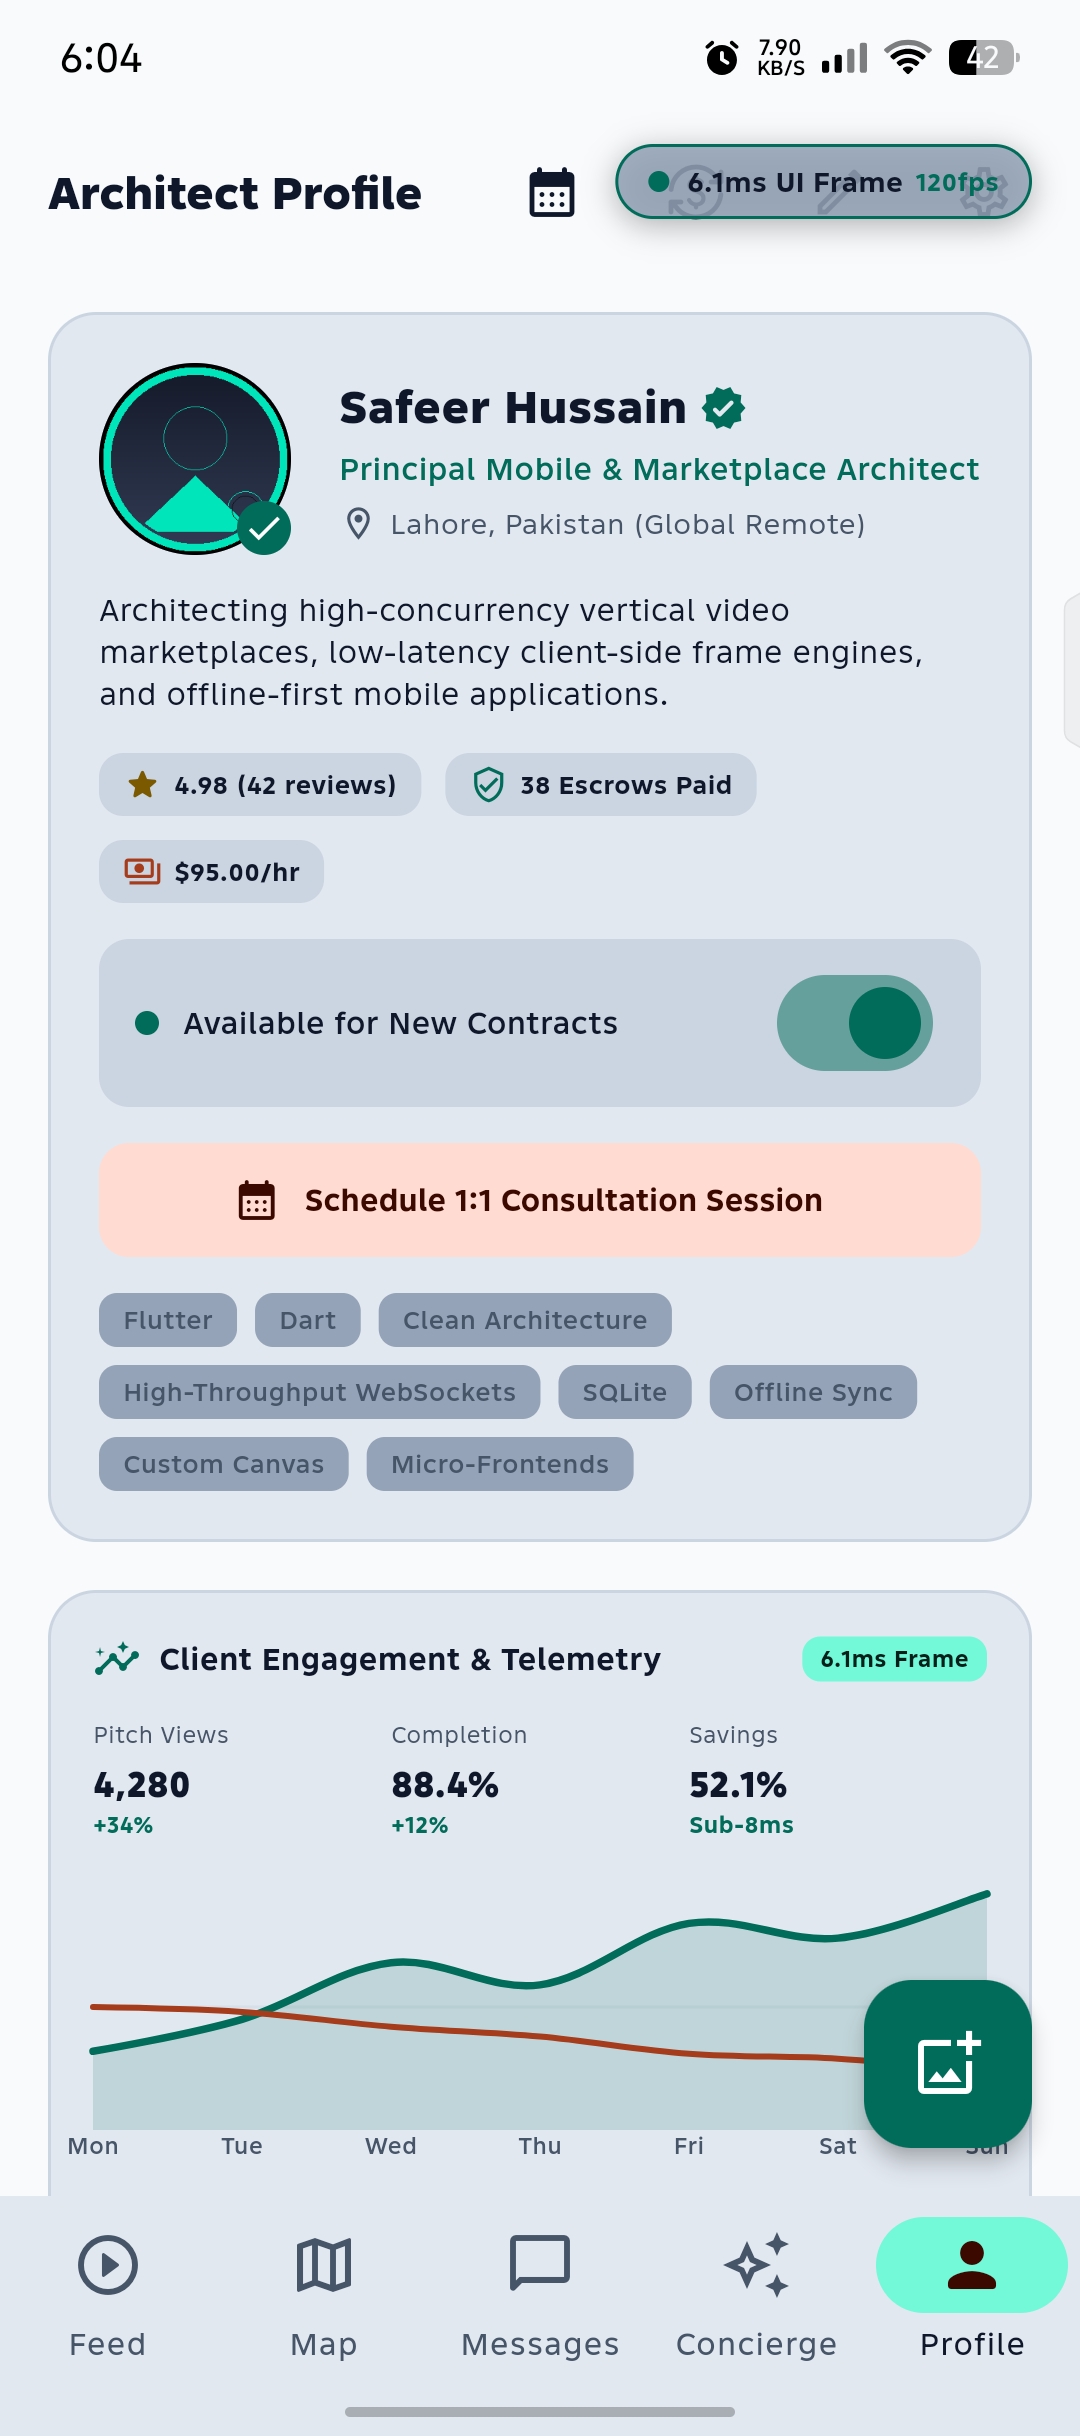 6:04
7.90
KB/S
42
Architect Profile
6.1ms UI Frame 120fps
Safeer Hussain
Principal Mobile & Marketplace Architect
Lahore, Pakistan (Global Remote)
Architecting high-concurrency vertical video
marketplaces, low-latency client-side frame engines,
and offline-first mobile applications.
4.98 (42 reviews)
38 Escrows Paid
$95.00/hr
Available for New Contracts
Schedule 1:1 Consultation Session
Flutter
Dart
Clean Architecture
High-Throughput WebSockets
SQLite
Offline Sync
Custom Canvas
Micro-Frontends
Client Engagement & Telemetry
6.1ms Frame
Pitch Views
Completion
Savings
4,280
88.4%
52.1%
+34%
+12%
Sub-8ms
Mon
Tue
Wed
Thu
Fri
Sat
Sun
Feed
Map
Messages
Concierge
Profile